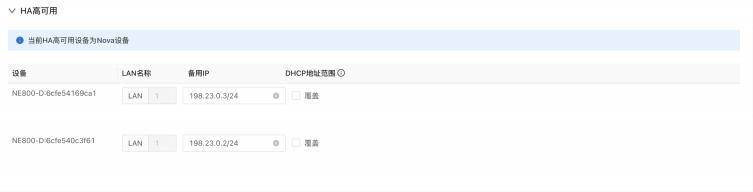 HA高可用
当前HA高可用设备为Nova设备
设备 LAN名称 备用IP DHCP地址范围
NE800-D:6cfe54169ca1 LAN 1 198.23.0.3/24 覆盖
NE800-D:6cfe540c3f61 LAN 1 198.23.0.2/24 覆盖